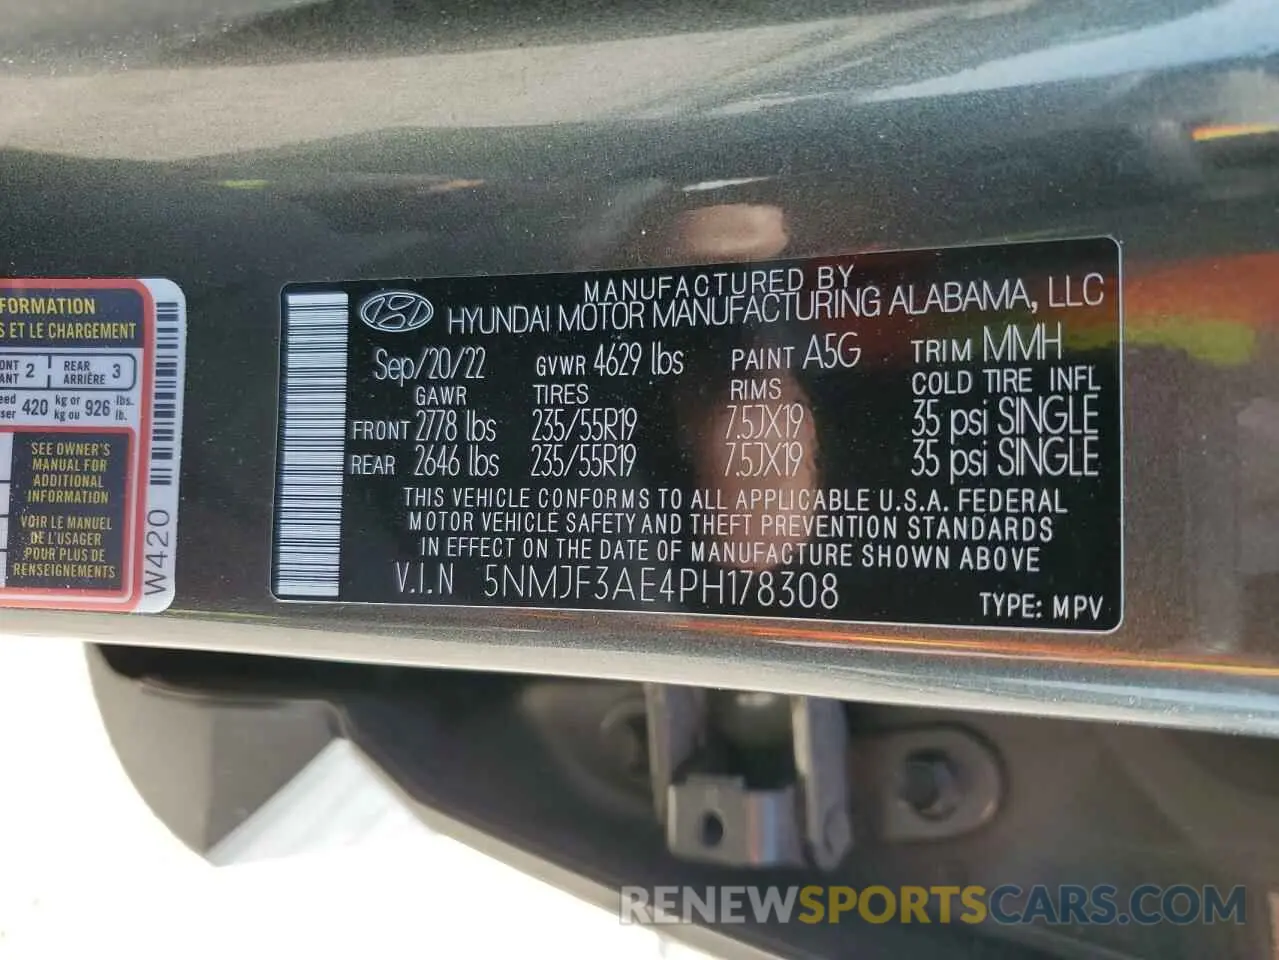 FORMATION
S ET LE CHARGEMENT
2 REAR ARRIÈRE 3
420 kg or kg ou 926 lbs. lb.
SEE OWNER'S
MANUAL FOR
ADDITIONAL
INFORMATION
VOIR LE MANUEL
DE L'USAGER
POUR PLUS DE
RENSEIGNEMENTS
W420
MANUFACTURED BY
HYUNDAI MOTOR MANUFACTURING ALABAMA, LLC
Sep/20/22 GVWR 4629 lbs PAINT A5G TRIM MMH
GAWR TIRES RIMS COLD TIRE INFL
FRONT 2778 lbs 235/55R19 7.5JX19 35 psi SINGLE
REAR 2646 lbs 235/55R19 7.5JX19 35 psi SINGLE
THIS VEHICLE CONFORMS TO ALL APPLICABLE U.S.A. FEDERAL
MOTOR VEHICLE SAFETY AND THEFT PREVENTION STANDARDS
IN EFFECT ON THE DATE OF MANUFACTURE SHOWN ABOVE
V.I.N 5NMJF3AE4PH178308
TYPE: MPV
RENEWSPORTSCARS.COM